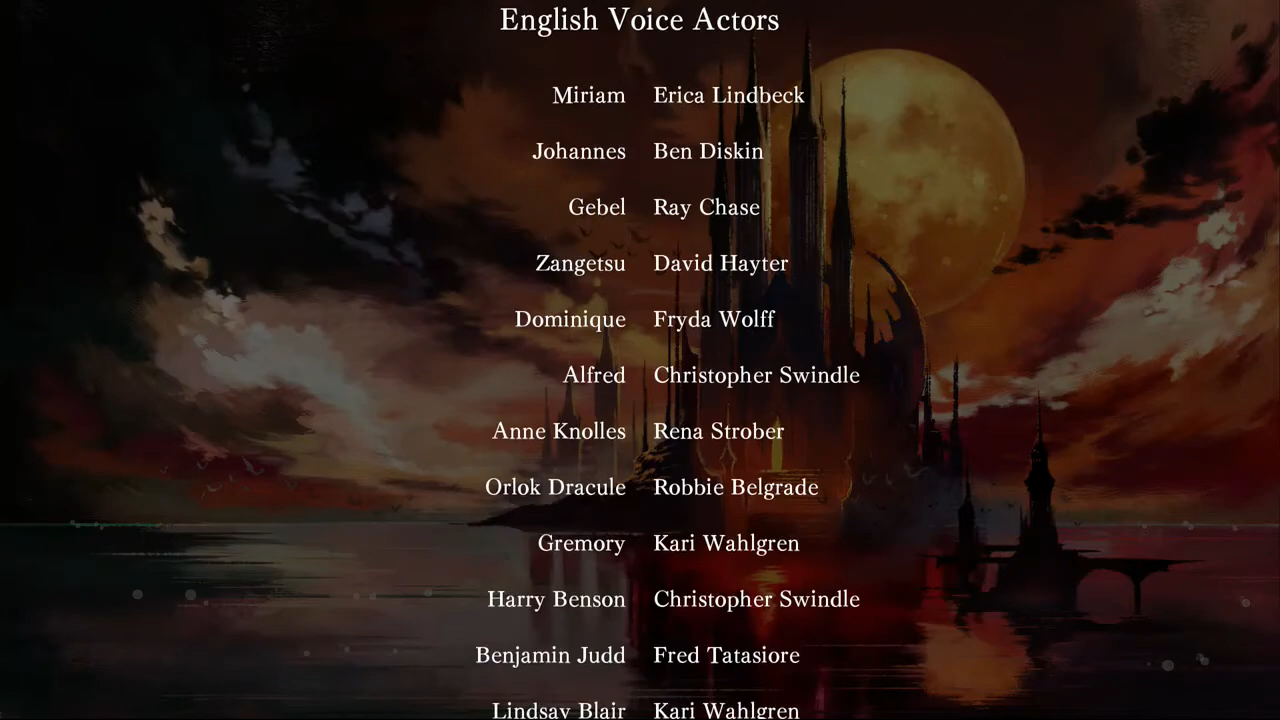 English Voice Actors
Miriam Erica Lindbeck
Johannes Ben Diskin
Gebel Ray Chase
Zangetsu David Hayter
Dominique Fryda Wolff
Alfred Christopher Swindle
Anne Knolles Rena Strober
Orlok Dracule Robbie Belgrade
Gremory Kari Wahlgren
Harry Benson Christopher Swindle
Benjamin Judd Fred Tatasiore
Lindsay Blair Kari Wahlgren